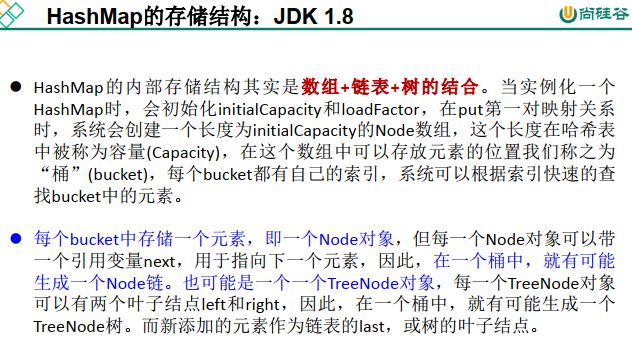 HashMap的存储结构：JDK 1.8
尚硅谷
● HashMap的内部存储结构其实是数组+链表+树的结合。当实例化一个
HashMap时，会初始化initialCapacity和loadFactor，在put第一对映射关系
时，系统会创建一个长度为initialCapacity的Node数组，这个长度在哈希表
中被称为容量(Capacity)，在这个数组中可以存放元素的位置我们称之为
“桶”(bucket)，每个bucket都有自己的索引，系统可以根据索引快速的查
找bucket中的元素。
● 每个bucket中存储一个元素，即一个Node对象，但每一个Node对象可以带
一个引用变量next，用于指向下一个元素，因此，在一个桶中，就有可能
生成一个Node链。也可能是一个一个TreeNode对象，每一个TreeNode对象
可以有两个叶子结点left和right，因此，在一个桶中，就有可能生成一个
TreeNode树。而新添加的元素作为链表的last，或树的叶子结点。